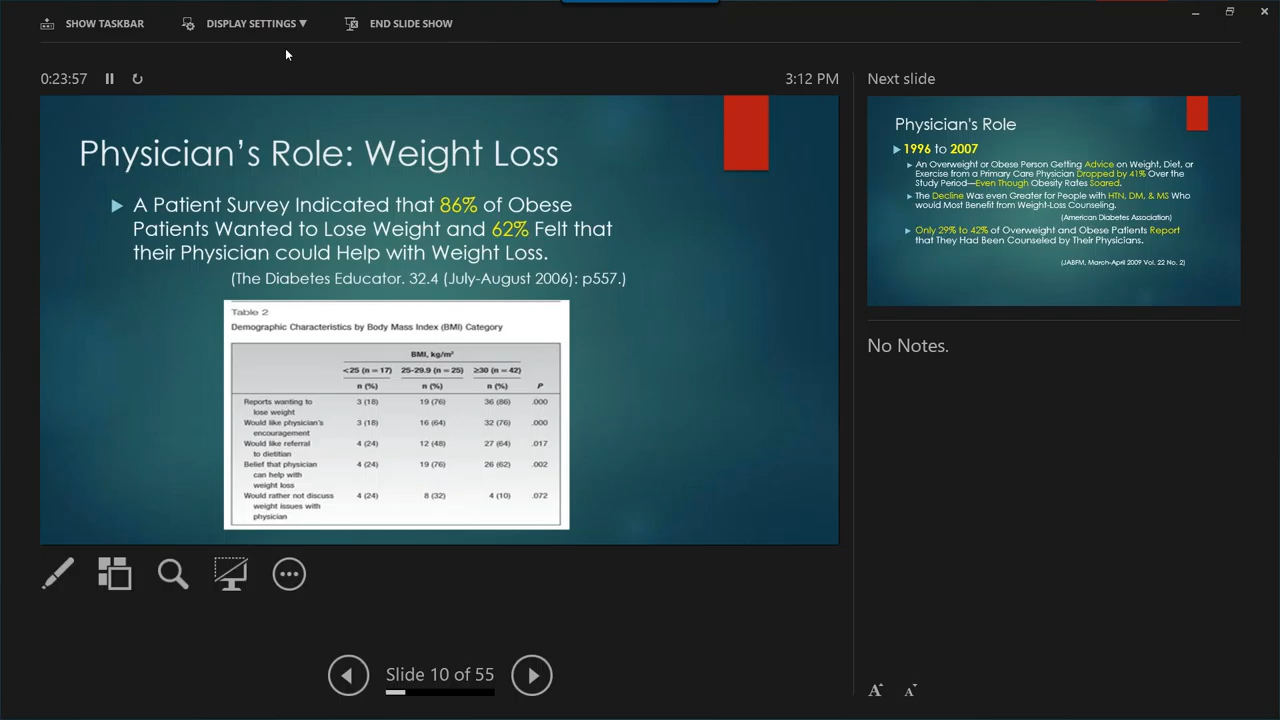 SHOW TASKBAR
DISPLAY SETTINGS ▼
END SLIDE SHOW
0:23:57
3:12 PM
Physician's Role: Weight Loss
A Patient Survey Indicated that 86% of Obese
Patients Wanted to Lose Weight and 62% Felt that
their Physician could Help with Weight Loss.
(The Diabetes Educator. 32.4 (July-August 2006): p557.)
Table 2
Demographic Characteristics by Body Mass Index (BMI) Category
BMI, kg/m²
<25 (n = 17) 25-29.9 (n = 25) ≥30 (n = 42)
n (%) n (%) n (%) P
Reports wanting to 3 (18) 19 (76) 36 (86) .000
lose weight
Would like physician's 3 (18) 16 (64) 32 (76) .000
encouragement
Would like referral 4 (24) 12 (48) 27 (64) .017
to dietitian
Belief that physician 4 (24) 19 (76) 26 (62) .002
can help with
weight loss
Would rather not discuss 4 (24) 8 (32) 4 (10) .072
weight issues with
physician
Slide 10 of 55
Next slide
Physician's Role
1996 to 2007
An Overweight or Obese Person Getting Advice on Weight, Diet, or
Exercise from a Primary Care Physician Dropped by 41% Over the
Study Period—Even Though Obesity Rates Soared.
The Decline Was even Greater for People with HTN, DM, & MS Who
would Most Benefit from Weight-Loss Counseling.
(American Diabetes Association)
Only 29% to 42% of Overweight and Obese Patients Report
that They Had Been Counseled by Their Physicians.
(JABFM, March-April 2009 Vol. 22 No. 2)
No Notes.
A A